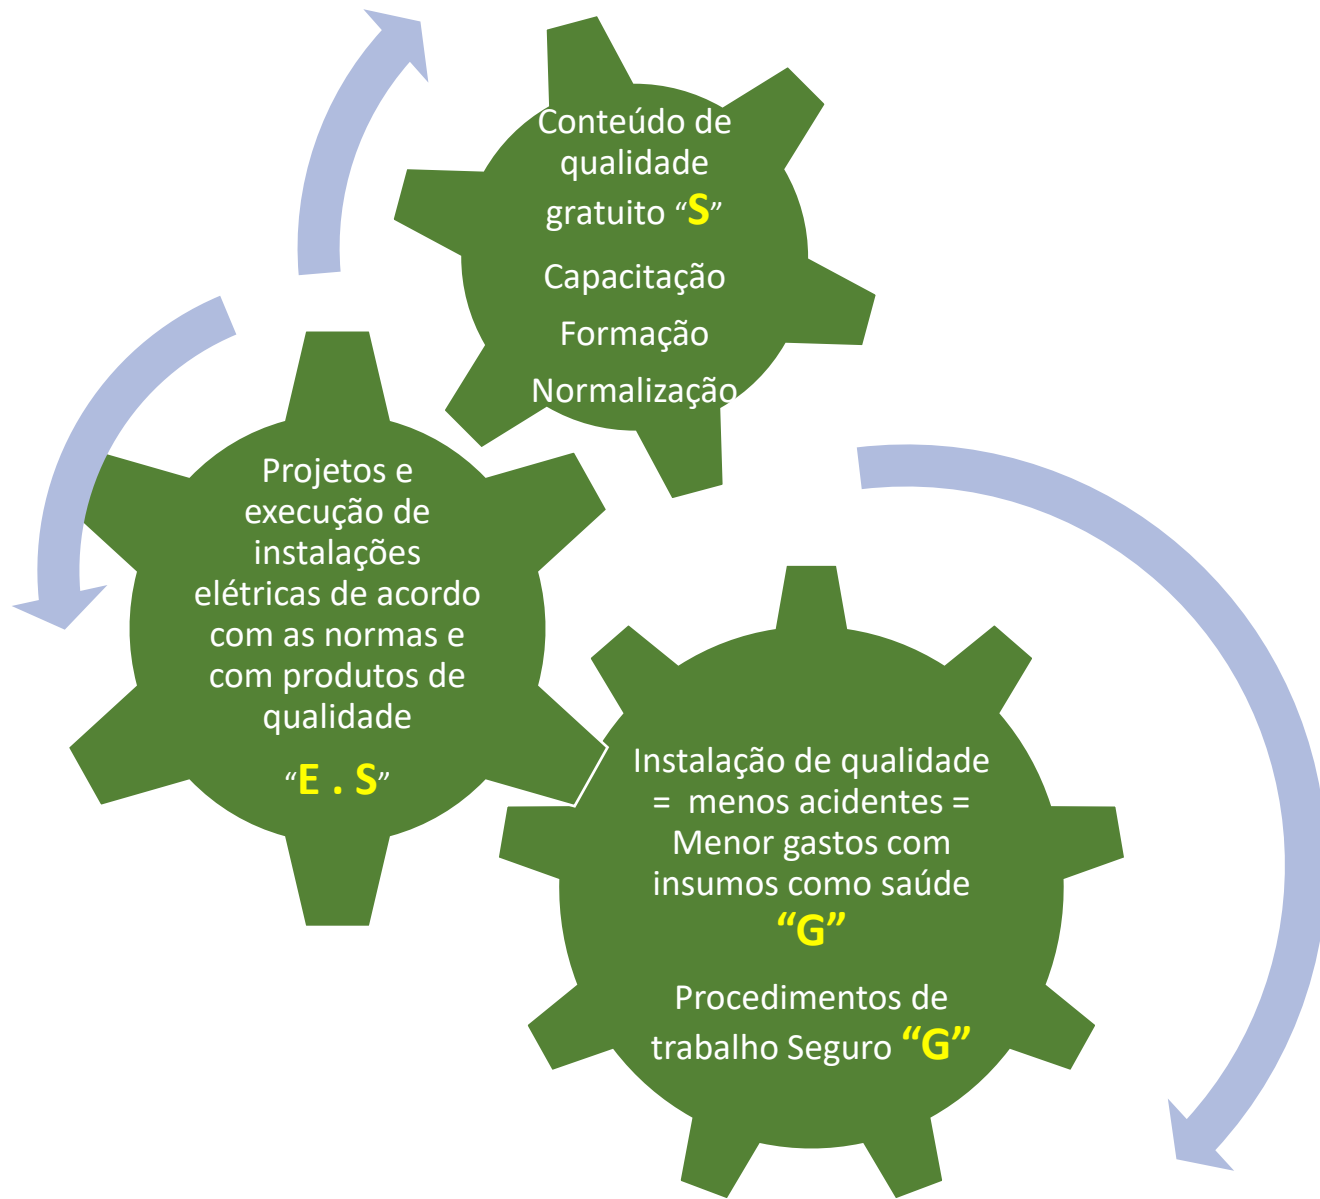 Conteúdo de
qualidade
gratuito “S”
Capacitação
Formação
Normalização
Projetos e
execução de
instalações
elétricas de acordo
com as normas e
com produtos de
qualidade
“E . S”
Instalação de qualidade
= menos acidentes =
Menor gastos com
insumos como saúde
“G”
Procedimentos de
trabalho Seguro “G”